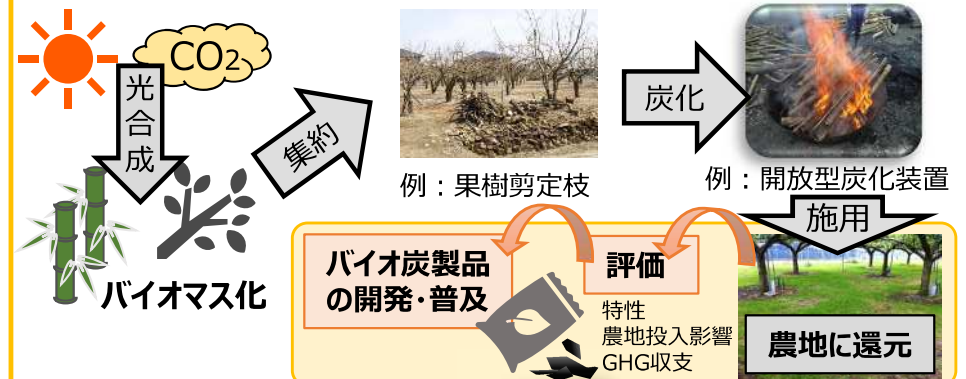 CO2
光合成
バイオマス化
集約
例：果樹剪定枝
炭化
例：開放型炭化装置
施用
農地に還元
評価
特性
農地投入影響
GHG収支
バイオ炭製品
の開発・普及